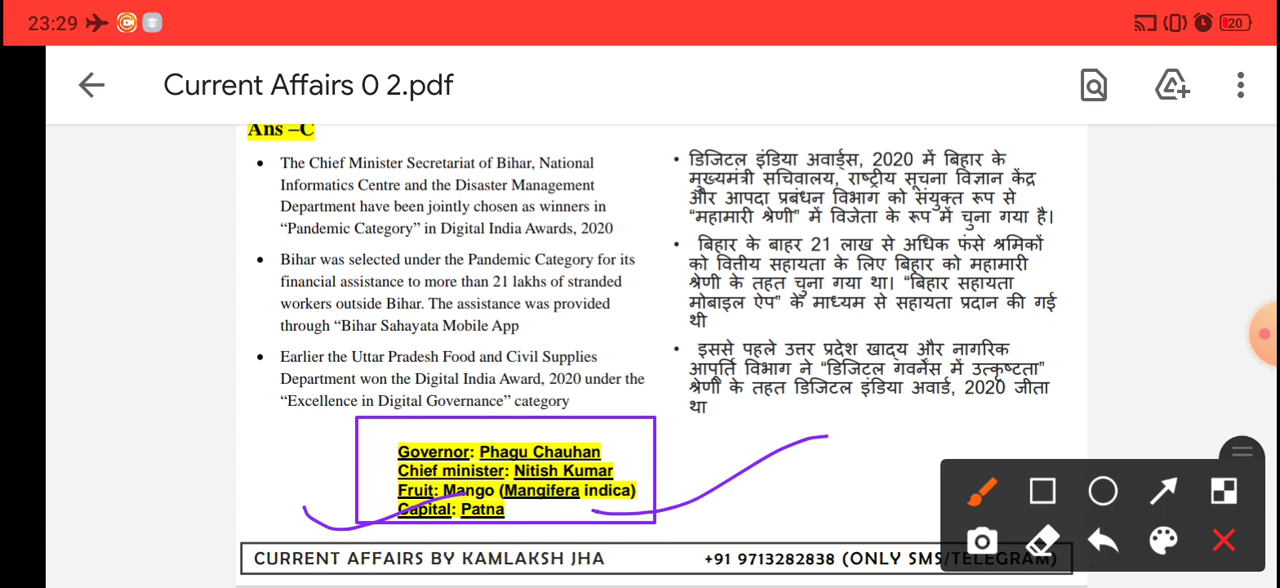 23:29
20
Current Affairs 0 2.pdf
Ans –C
• The Chief Minister Secretariat of Bihar, National
Informatics Centre and the Disaster Management
Department have been jointly chosen as winners in
“Pandemic Category” in Digital India Awards, 2020
• Bihar was selected under the Pandemic Category for its
financial assistance to more than 21 lakhs of stranded
workers outside Bihar. The assistance was provided
through “Bihar Sahayata Mobile App
• Earlier the Uttar Pradesh Food and Civil Supplies
Department won the Digital India Award, 2020 under the
“Excellence in Digital Governance” category
• डिजिटल इंडिया अवार्ड्स, 2020 में बिहार के
मुख्यमंत्री सचिवालय, राष्ट्रीय सूचना विज्ञान केंद्र
और आपदा प्रबंधन विभाग को संयुक्त रूप से
“महामारी श्रेणी” में विजेता के रूप में चुना गया है।
• बिहार के बाहर 21 लाख से अधिक फंसे श्रमिकों
को वित्तीय सहायता के लिए बिहार को महामारी
श्रेणी के तहत चुना गया था। “बिहार सहायता
मोबाइल ऐप” के माध्यम से सहायता प्रदान की गई
थी
• इससे पहले उत्तर प्रदेश खाद्य और नागरिक
आपूर्ति विभाग ने “डिजिटल गवर्नेंस में उत्कृष्टता”
श्रेणी के तहत डिजिटल इंडिया अवार्ड, 2020 जीता
था
Governor: Phagu Chauhan
Chief minister: Nitish Kumar
Fruit: Mango (Mangifera indica)
Capital: Patna
CURRENT AFFAIRS BY KAMLAKSH JHA
+91 9713282838 (ONLY SMS/TELEGRAM)